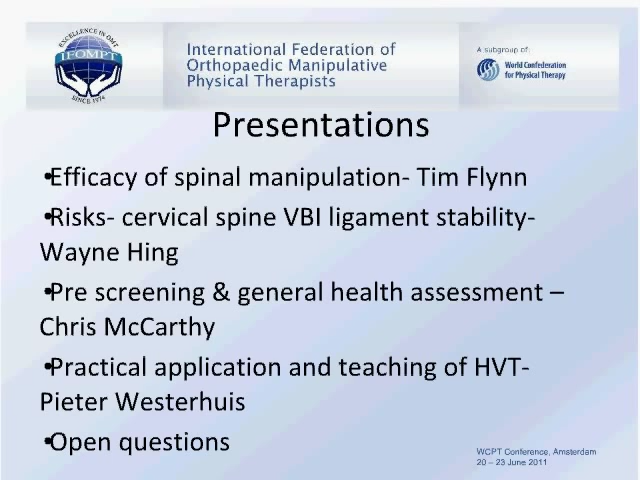 EXCELLENCE IN OMT
IFOMPT
SINCE 1974
International Federation of
Orthopaedic Manipulative
Physical Therapists
A subgroup of:
World Confederation
for Physical Therapy
Presentations
•Efficacy of spinal manipulation- Tim Flynn
•Risks- cervical spine VBI ligament stability-
Wayne Hing
•Pre screening & general health assessment –
Chris McCarthy
•Practical application and teaching of HVT-
Pieter Westerhuis
•Open questions
WCPT Conference, Amsterdam
20 – 23 June 2011